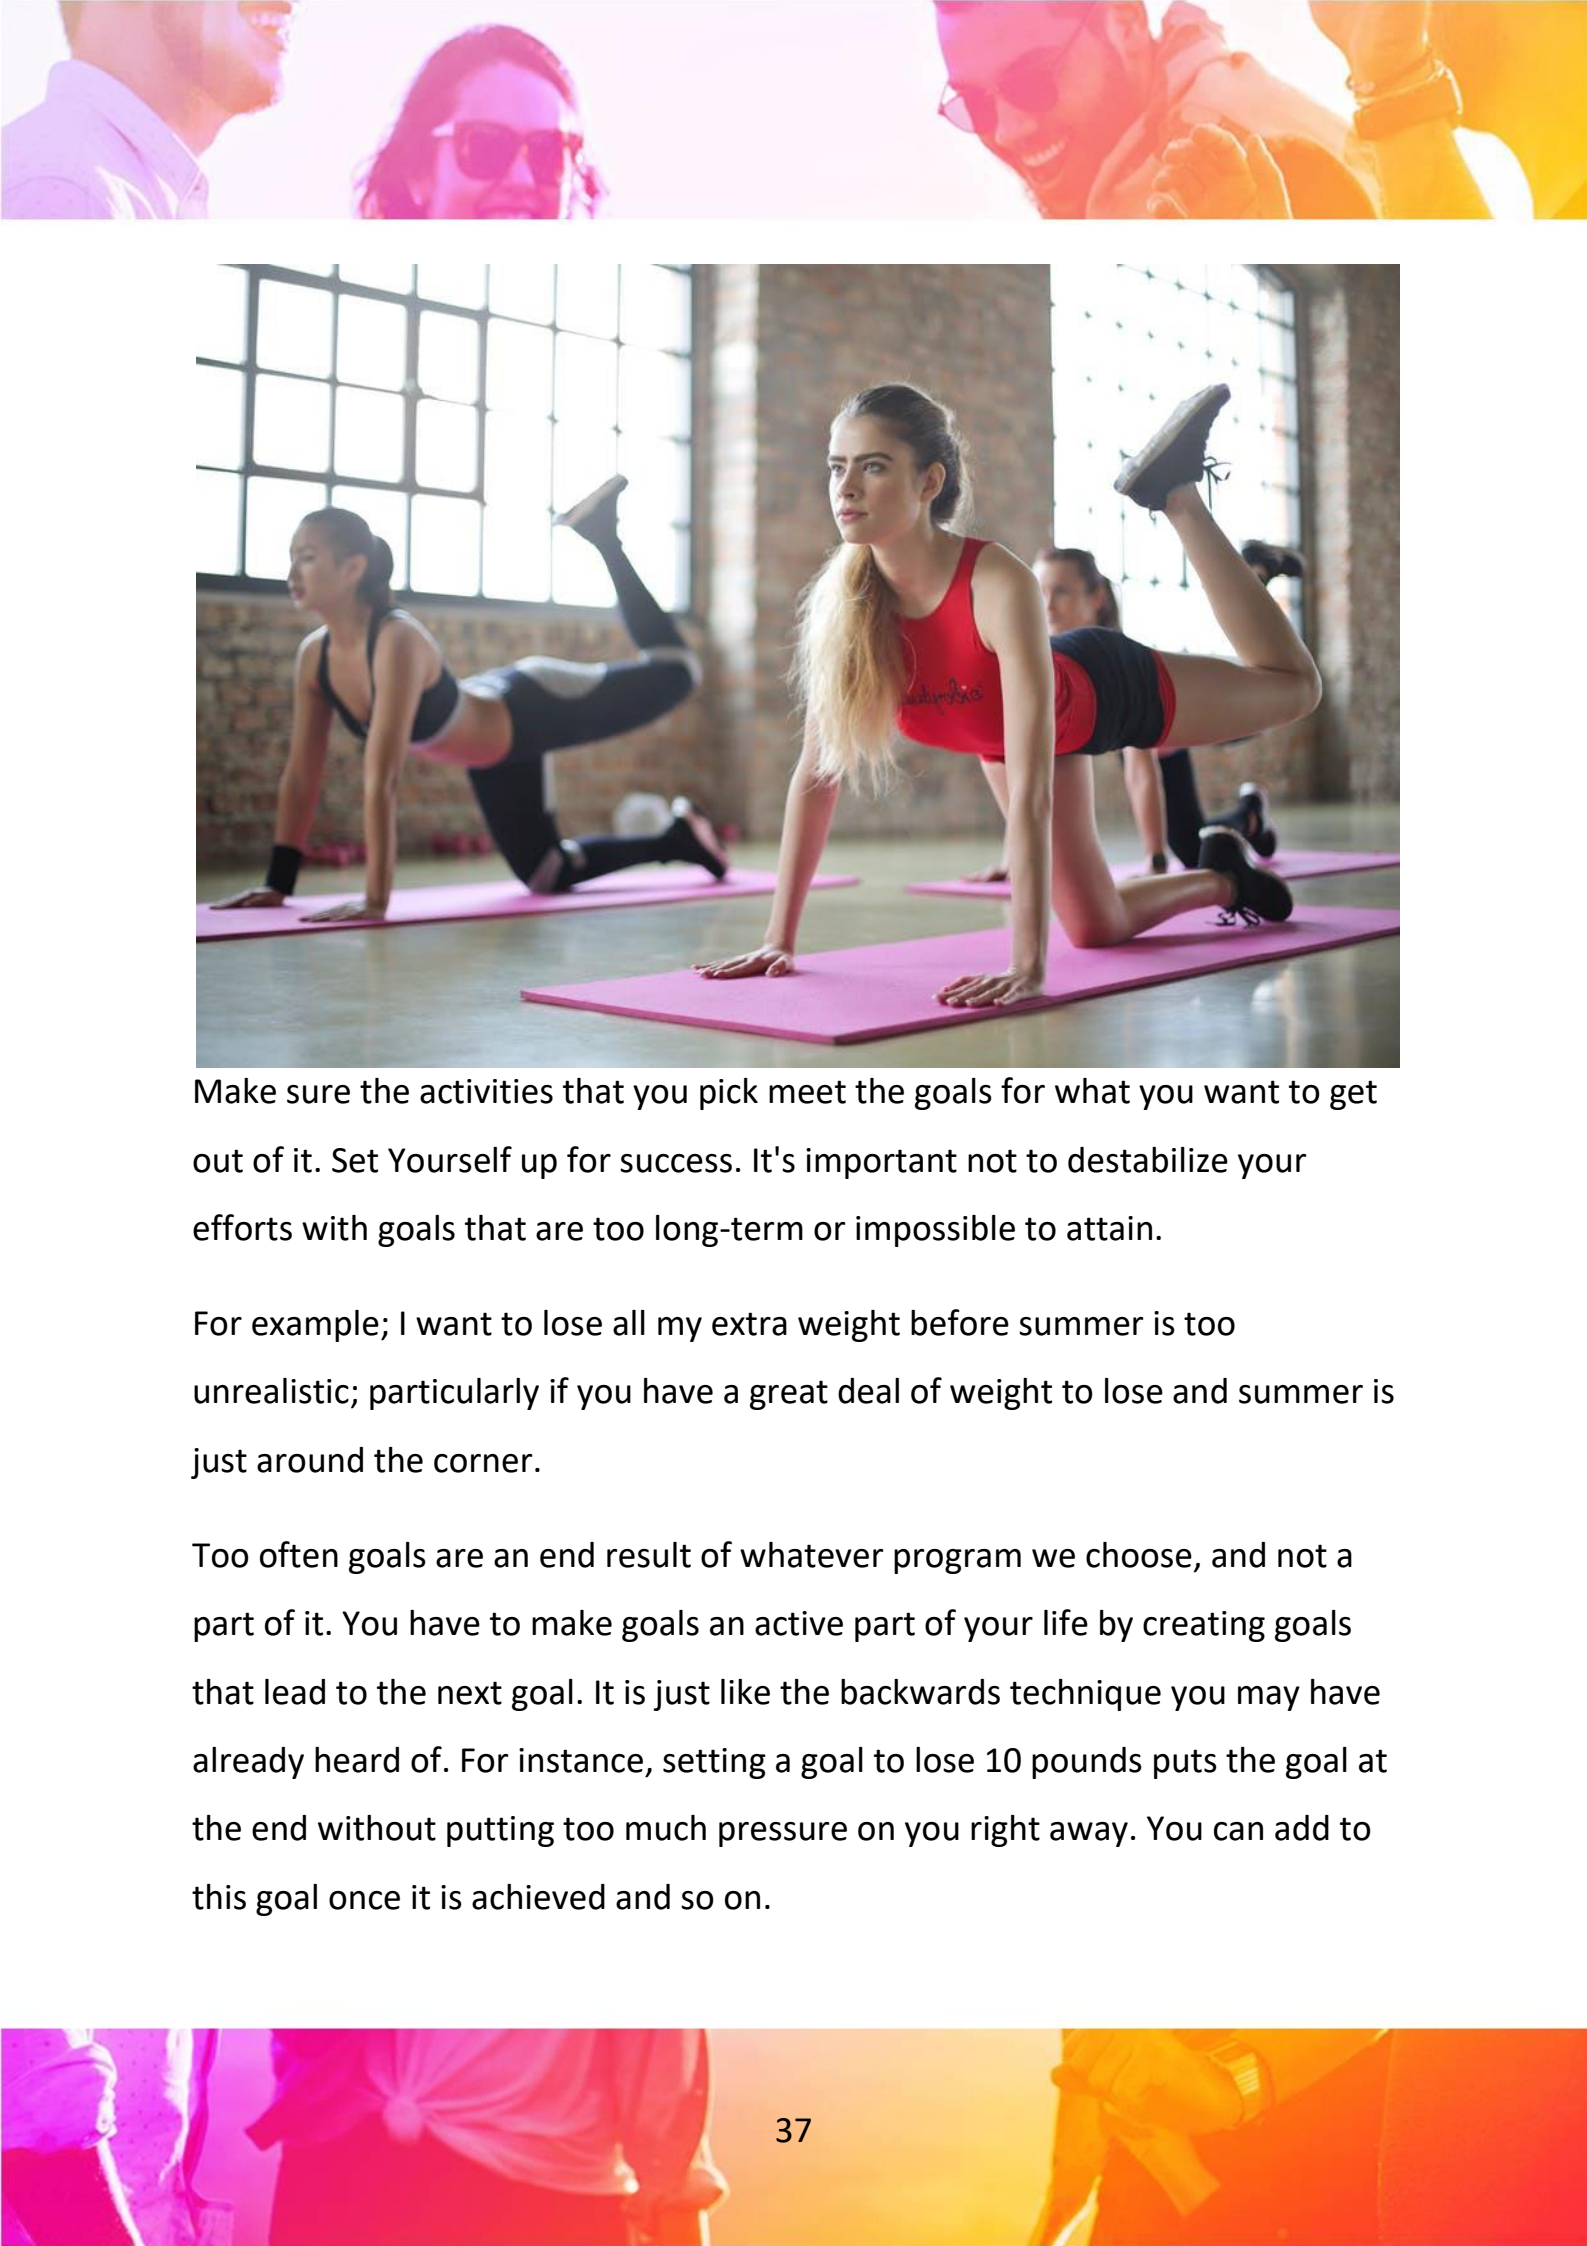 Make sure the activities that you pick meet the goals for what you want to get
out of it. Set Yourself up for success. It's important not to destabilize your
efforts with goals that are too long-term or impossible to attain.
For example; I want to lose all my extra weight before summer is too
unrealistic; particularly if you have a great deal of weight to lose and summer is
just around the corner.
Too often goals are an end result of whatever program we choose, and not a
part of it. You have to make goals an active part of your life by creating goals
that lead to the next goal. It is just like the backwards technique you may have
already heard of. For instance, setting a goal to lose 10 pounds puts the goal at
the end without putting too much pressure on you right away. You can add to
this goal once it is achieved and so on.
37